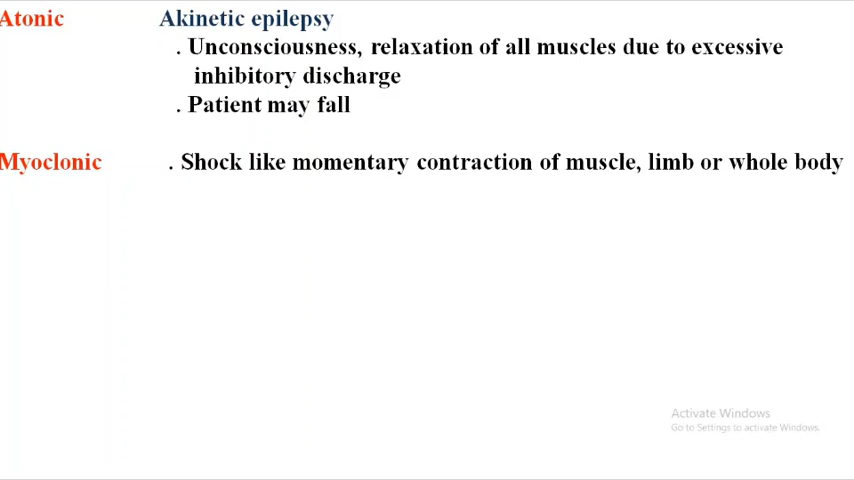 Atonic Akinetic epilepsy
. Unconsciousness, relaxation of all muscles due to excessive
inhibitory discharge
. Patient may fall
Myoclonic . Shock like momentary contraction of muscle, limb or whole body
Activate Windows
Go to Settings to activate Windows.